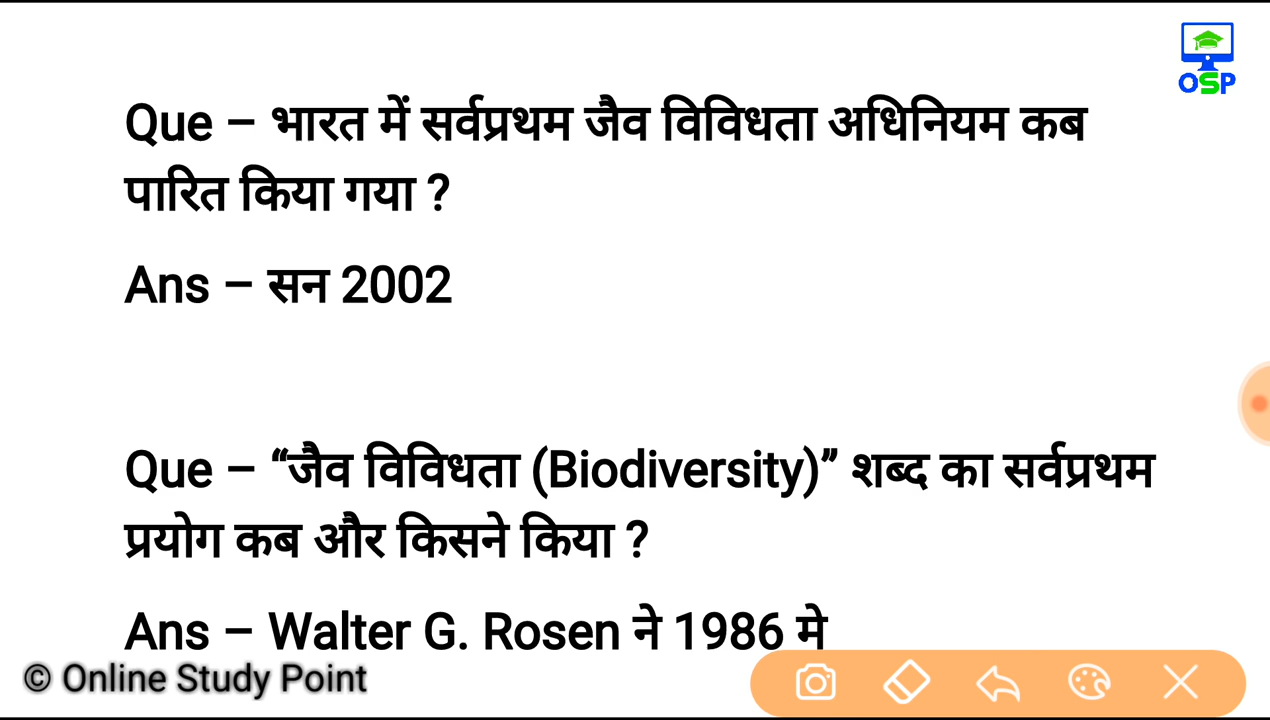 OSP
Que – भारत में सर्वप्रथम जैव विविधता अधिनियम कब
पारित किया गया ?
Ans – सन 2002
Que – “जैव विविधता (Biodiversity)” शब्द का सर्वप्रथम
प्रयोग कब और किसने किया ?
Ans – Walter G. Rosen ने 1986 मे
© Online Study Point